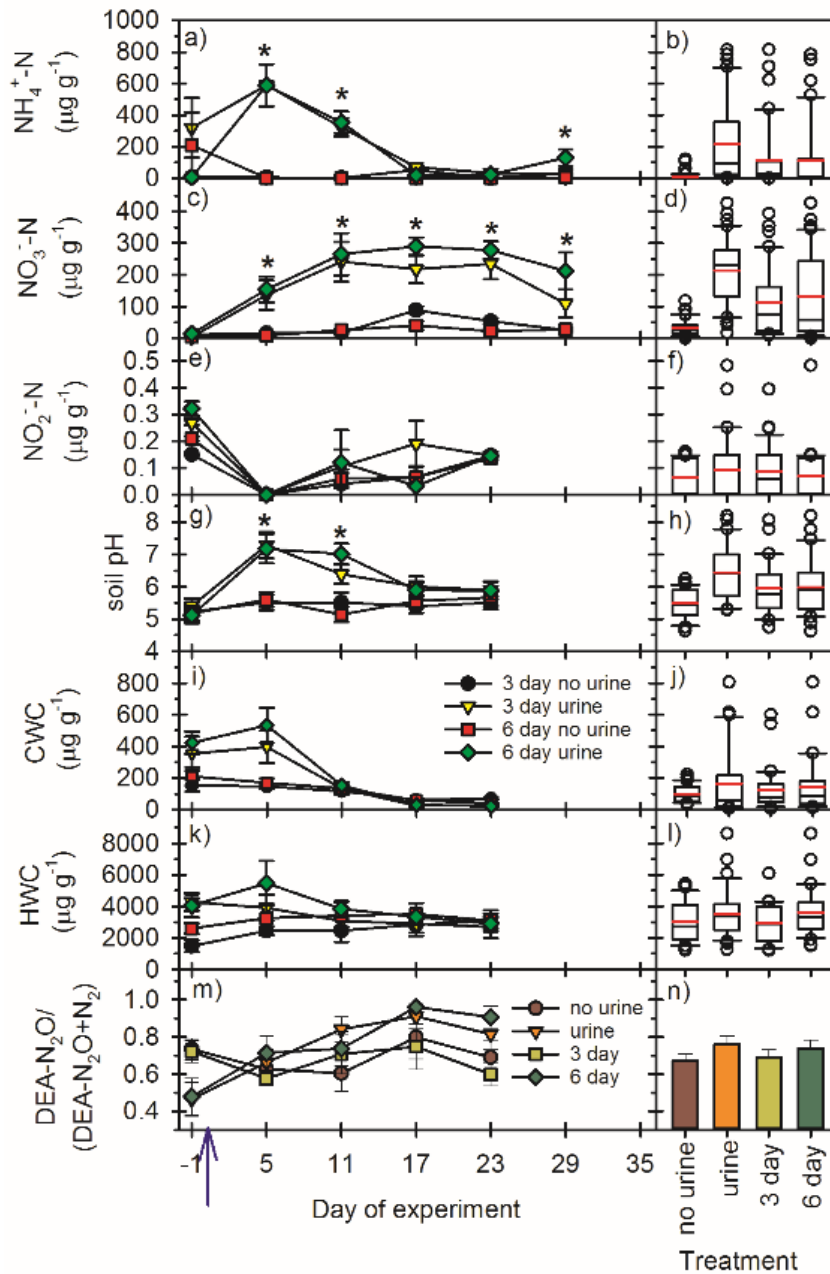 a)
b)
NH₄⁺-N
(µg g⁻¹)
1000
800
600
400
200
0
*
*
*
c)
d)
NO₃⁻-N
(µg g⁻¹)
400
300
200
100
0
*
*
*
*
*
e)
f)
NO₂⁻-N
(µg g⁻¹)
0.5
0.4
0.3
0.2
0.1
0.0
g)
h)
soil pH
8
7
6
5
4
*
*
i)
j)
CWC
(µg g⁻¹)
800
600
400
200
0
3 day no urine
3 day urine
6 day no urine
6 day urine
k)
l)
HWC
(µg g⁻¹)
8000
6000
4000
2000
0
m)
n)
DEA-N₂O/
(DEA-N₂O+N₂)
1.0
0.8
0.6
0.4
no urine
urine
3 day
6 day
-1 5 11 17 23 29 35
Day of experiment
no urine
urine
3 day
6 day
Treatment